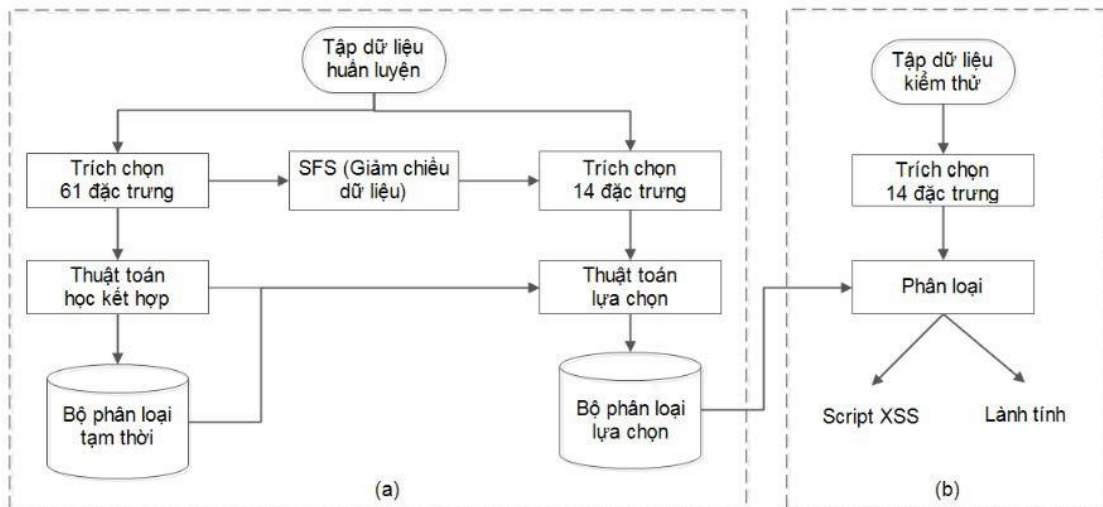 Tập dữ liệu
huấn luyện
Trích chọn
61 đặc trưng
SFS (Giảm chiều
dữ liệu)
Trích chọn
14 đặc trưng
Thuật toán
học kết hợp
Thuật toán
lựa chọn
Bộ phân loại
tạm thời
Bộ phân loại
lựa chọn
(a)
Tập dữ liệu
kiểm thử
Trích chọn
14 đặc trưng
Phân loại
Script XSS
Lành tính
(b)